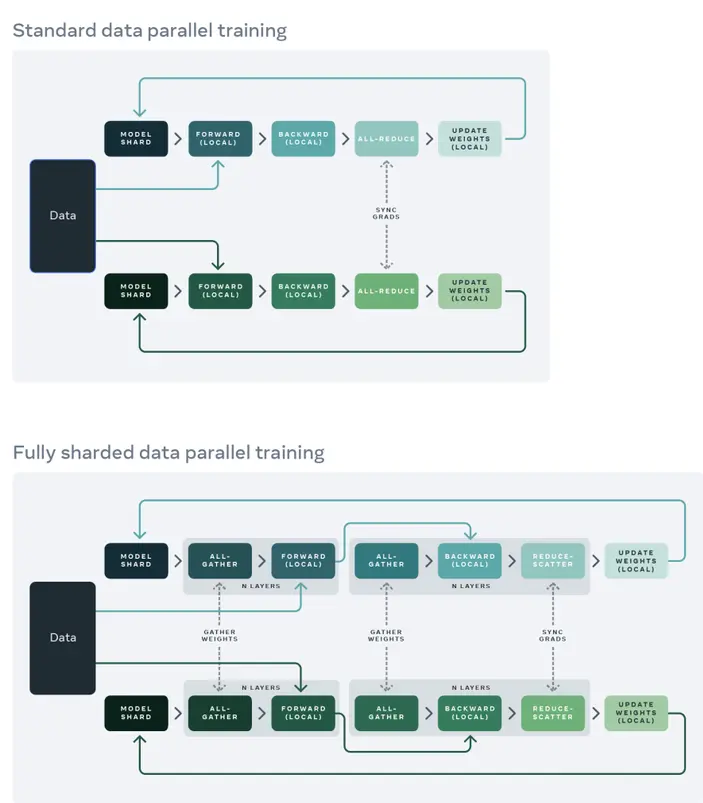 Standard data parallel training
MODEL
SHARD
FORWARD
(LOCAL)
BACKWARD
(LOCAL)
ALL-REDUCE
UPDATE
WEIGHTS
(LOCAL)
Data
SYNC
GRADS
MODEL
SHARD
FORWARD
(LOCAL)
BACKWARD
(LOCAL)
ALL-REDUCE
UPDATE
WEIGHTS
(LOCAL)
Fully sharded data parallel training
MODEL
SHARD
ALL-
GATHER
FORWARD
(LOCAL)
N LAYERS
ALL-
GATHER
BACKWARD
(LOCAL)
REDUCE-
SCATTER
N LAYERS
UPDATE
WEIGHTS
(LOCAL)
Data
GATHER
WEIGHTS
GATHER
WEIGHTS
SYNC
GRADS
MODEL
SHARD
N LAYERS
ALL-
GATHER
FORWARD
(LOCAL)
N LAYERS
ALL-
GATHER
BACKWARD
(LOCAL)
REDUCE-
SCATTER
UPDATE
WEIGHTS
(LOCAL)